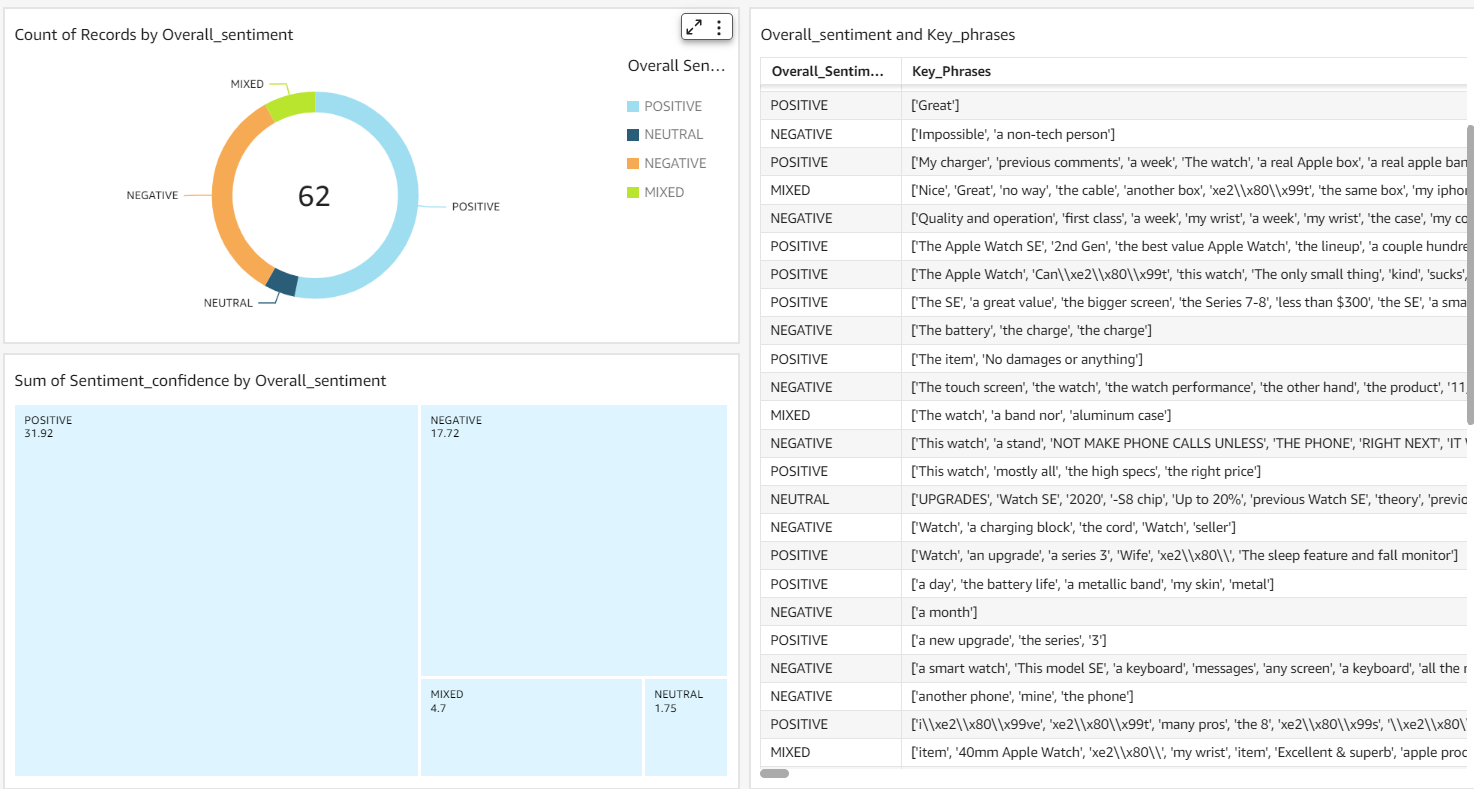 Count of Records by Overall_sentiment
Overall Sen...
POSITIVE
NEUTRAL
NEGATIVE
MIXED
MIXED
NEGATIVE
62
POSITIVE
NEUTRAL
Sum of Sentiment_confidence by Overall_sentiment
POSITIVE
31.92
NEGATIVE
17.72
MIXED
4.7
NEUTRAL
1.75
Overall_sentiment and Key_phrases
Overall_Sentim... Key_Phrases
POSITIVE ['Great']
NEGATIVE ['Impossible', 'a non-tech person']
POSITIVE ['My charger', 'previous comments', 'a week', 'The watch', 'a real Apple box', 'a real apple ban
MIXED ['Nice', 'Great', 'no way', 'the cable', 'another box', 'xe2\\x80\\x99t', 'the same box', 'my ipho
NEGATIVE ['Quality and operation', 'first class', 'a week', 'my wrist', 'a week', 'my wrist', 'the case', 'my co
POSITIVE ['The Apple Watch SE', '2nd Gen', 'the best value Apple Watch', 'the lineup', 'a couple hundre
POSITIVE ['The Apple Watch', 'Can\\xe2\\x80\\x99t', 'this watch', 'The only small thing', 'kind', 'sucks',
POSITIVE ['The SE', 'a great value', 'the bigger screen', 'the Series 7-8', 'less than $300', 'the SE', 'a sma
NEGATIVE ['The battery', 'the charge', 'the charge']
POSITIVE ['The item', 'No damages or anything']
NEGATIVE ['The touch screen', 'the watch', 'the watch performance', 'the other hand', 'the product', '11,
MIXED ['The watch', 'a band nor', 'aluminum case']
NEGATIVE ['This watch', 'a stand', 'NOT MAKE PHONE CALLS UNLESS', 'THE PHONE', 'RIGHT NEXT', 'IT
POSITIVE ['This watch', 'mostly all', 'the high specs', 'the right price']
NEUTRAL ['UPGRADES', 'Watch SE', '2020', '-S8 chip', 'Up to 20%', 'previous Watch SE', 'theory', 'previo
NEGATIVE ['Watch', 'a charging block', 'the cord', 'Watch', 'seller']
POSITIVE ['Watch', 'an upgrade', 'a series 3', 'Wife', 'xe2\\x80\\', 'The sleep feature and fall monitor']
POSITIVE ['a day', 'the battery life', 'a metallic band', 'my skin', 'metal']
NEGATIVE ['a month']
POSITIVE ['a new upgrade', 'the series', '3']
NEGATIVE ['a smart watch', 'This model SE', 'a keyboard', 'messages', 'any screen', 'a keyboard', 'all the
NEGATIVE ['another phone', 'mine', 'the phone']
POSITIVE ['i\\xe2\\x80\\x99ve', 'xe2\\x80\\x99t', 'many pros', 'the 8', 'xe2\\x80\\x99s', '\\xe2\\x80\
MIXED ['item', '40mm Apple Watch', 'xe2\\x80\\', 'my wrist', 'item', 'Excellent & superb', 'apple prod